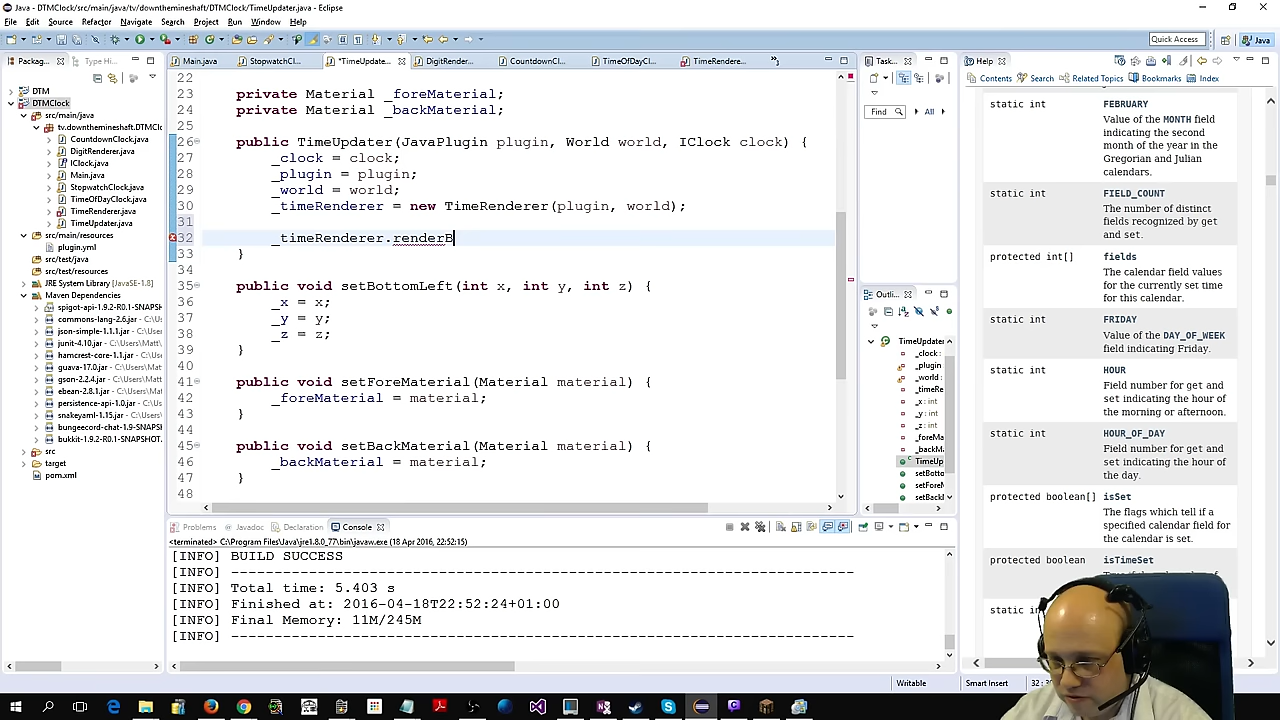 Java - DTMClock/src/main/java/tv/downthemineshaft/DTMClock/TimeUpdater.java - Eclipse
File Edit Source Refactor Navigate Search Project Run Window Help
Quick Access
Java
Packag...
Type Hi...
Main.java
StopwatchCl...
*TimeUpdate...
DigitRenderer...
CountdownCl...
TimeOfDayCl...
TimeRendere...
Task...
Help
DTM
DTMClock
src/main/java
tv.downthemineshaft.DTMClo
CountdownClock.java
DigitRenderer.java
IClock.java
Main.java
StopwatchClock.java
TimeOfDayClock.java
TimeRenderer.java
TimeUpdater.java
src/main/resources
plugin.yml
src/test/java
src/test/resources
JRE System Library [JavaSE-1.8]
Maven Dependencies
spigot-api-1.9.2-R0.1-SNAPSH
commons-lang-2.6.jar - C:\Us
json-simple-1.1.1.jar - C:\User
junit-4.10.jar - C:\Users\Matt\
hamcrest-core-1.1.jar - C:\Use
guava-17.0.jar - C:\Users\Matt
gson-2.2.4.jar - C:\Users\Matt
ebean-2.8.1.jar - C:\Users\Mat
persistence-api-1.0.jar - C:\Us
snakeyaml-1.15.jar - C:\Users\
bungeecord-chat-1.9-SNAPSH
bukkit-1.9.2-R0.1-SNAPSHOT.
src
target
pom.xml
22
23 private Material _foreMaterial;
24 private Material _backMaterial;
25
26 public TimeUpdater(JavaPlugin plugin, World world, IClock clock) {
27 _clock = clock;
28 _plugin = plugin;
29 _world = world;
30 _timeRenderer = new TimeRenderer(plugin, world);
31
32 _timeRenderer.renderB
33 }
34
35 public void setBottomLeft(int x, int y, int z) {
36 _x = x;
37 _y = y;
38 _z = z;
39 }
40
41 public void setForeMaterial(Material material) {
42 _foreMaterial = material;
43 }
44
45 public void setBackMaterial(Material material) {
46 _backMaterial = material;
47 }
48
Find
All
Outli...
TimeUpdater
_clock :
_plugin
_world :
_timeRe
_x : int
_y : int
_z : int
_foreM
_backM
TimeUp
setBotto
setForeM
setBackM
Contents Search Related Topics Bookmarks Index
static int FEBRUARY
Value of the MONTH field
indicating the second
month of the year in the
Gregorian and Julian
calendars.
static int FIELD_COUNT
The number of distinct
fields recognized by get
and set.
protected int[] fields
The calendar field values
for the currently set time
for this calendar.
static int FRIDAY
Value of the DAY_OF_WEEK
field indicating Friday.
static int HOUR
Field number for get and
set indicating the hour of
the morning or afternoon.
static int HOUR_OF_DAY
Field number for get and
set indicating the hour of
the day.
protected boolean[] isSet
The flags which tell if a
specified calendar field for
the calendar is set.
protected boolean isTimeSet
Problems Javadoc Declaration Console
<terminated> C:\Program Files\Java\jre1.8.0_77\bin\javaw.exe (18 Apr 2016, 22:52:15)
[INFO] BUILD SUCCESS
[INFO] ------------------------------------------------------------------------
[INFO] Total time: 5.403 s
[INFO] Finished at: 2016-04-18T22:52:24+01:00
[INFO] Final Memory: 11M/245M
[INFO] ------------------------------------------------------------------------
Writable
Smart Insert